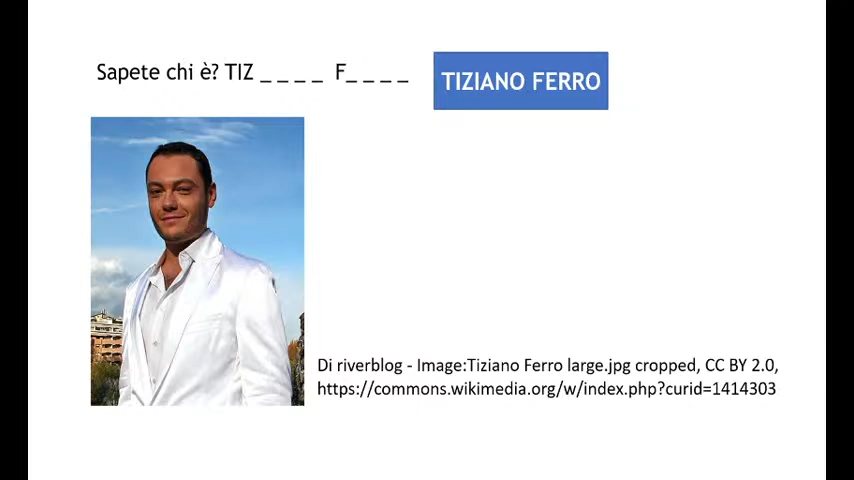 Sapete chi è? TIZ _ _ _ _ F_ _ _ _
TIZIANO FERRO
Di riverblog - Image:Tiziano Ferro large.jpg cropped, CC BY 2.0,
https://commons.wikimedia.org/w/index.php?curid=1414303